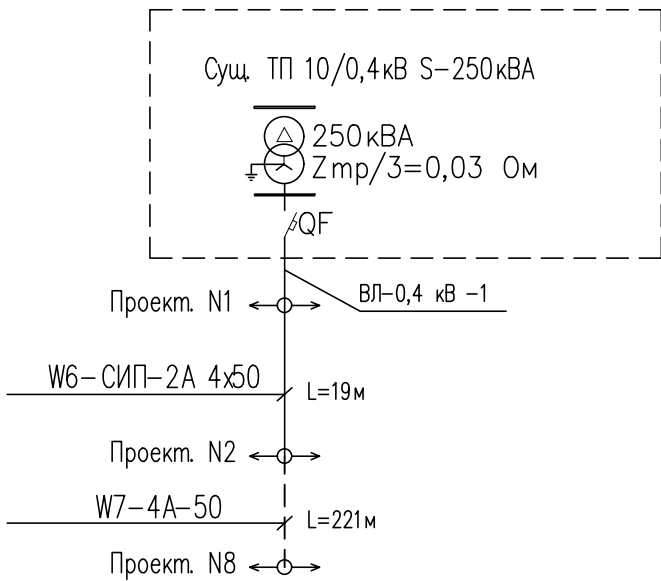 Сущ. ТП 10/0,4кВ S-250кВА
250кВА
Zтр/3=0,03 Ом
QF
ВЛ-0,4 кВ -1
Проект. N1
W6-СИП-2А 4х50
L=19м
Проект. N2
W7-4А-50
L=221м
Проект. N8